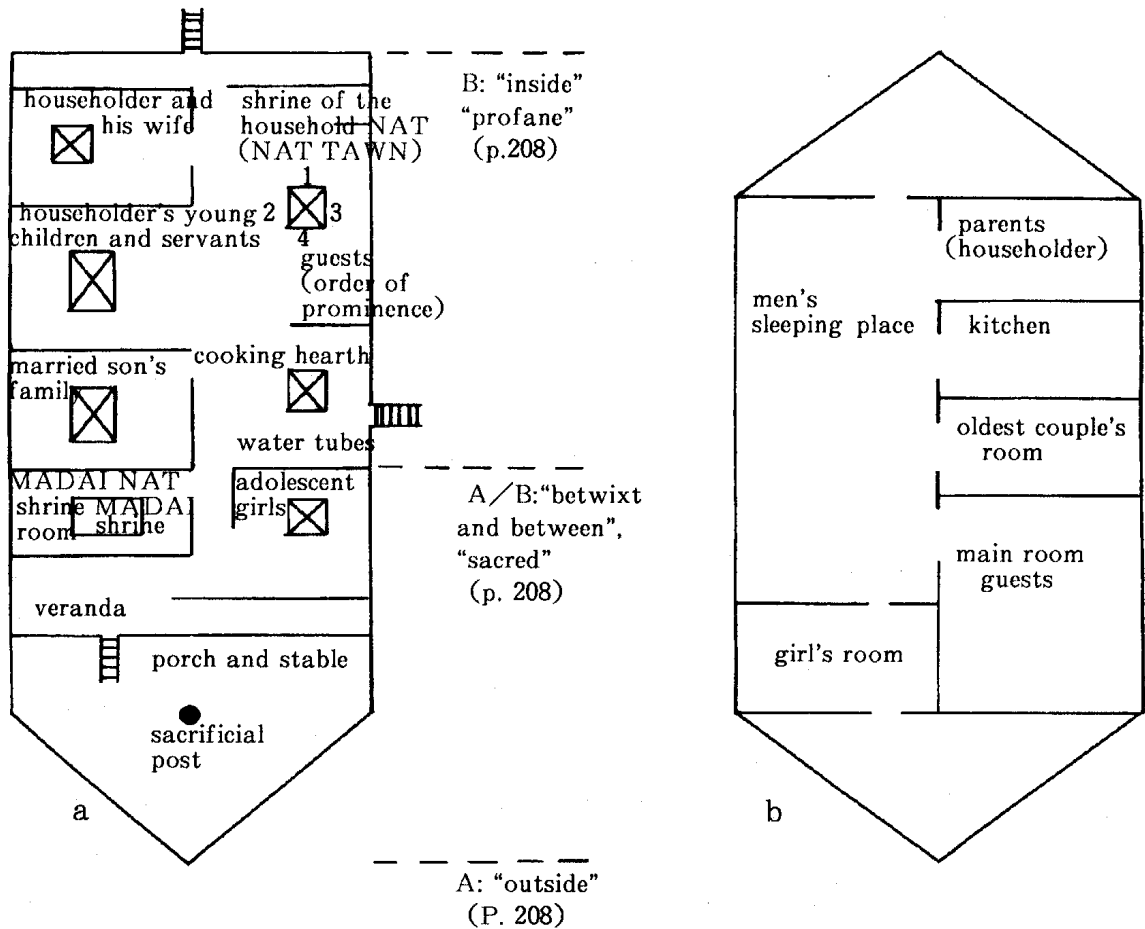 householder and
his wife
shrine of the
household NAT
(NAT TAWN)
1
2
3
4
householder's young
children and servants
guests
(order of
prominence)
married son's
family
cooking hearth
water tubes
MADAI NAT
shrine
room
MADAI
shrine
adolescent
girls
veranda
porch and stable
sacrificial
post
a
B: “inside”
“profane”
(p.208)
A/B:“betwixt
and between”,
“sacred”
(p. 208)
A: “outside”
(P. 208)
men's
sleeping place
parents
(householder)
kitchen
oldest couple's
room
main room
guests
girl's room
b